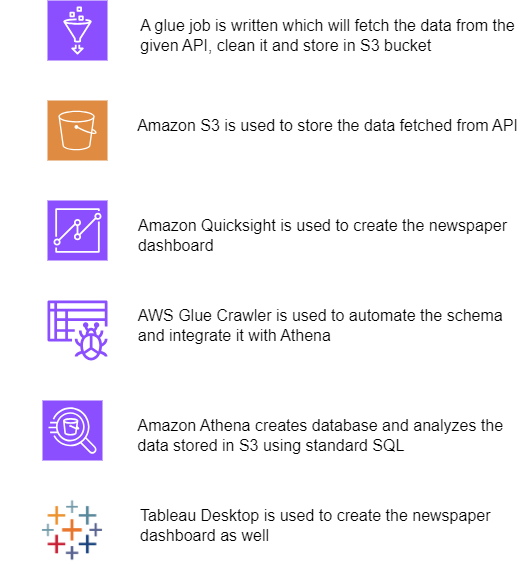 A glue job is written which will fetch the data from the
given API, clean it and store in S3 bucket
Amazon S3 is used to store the data fetched from API
Amazon Quicksight is used to create the newspaper
dashboard
AWS Glue Crawler is used to automate the schema
and integrate it with Athena
Amazon Athena creates database and analyzes the
data stored in S3 using standard SQL
Tableau Desktop is used to create the newspaper
dashboard as well